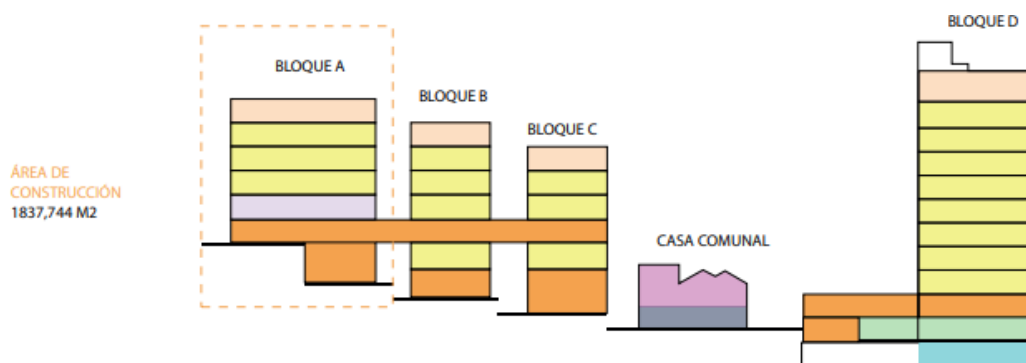 BLOQUE D
BLOQUE A
BLOQUE B
BLOQUE C
ÁREA DE
CONSTRUCCIÓN
1837,744 M2
CASA COMUNAL